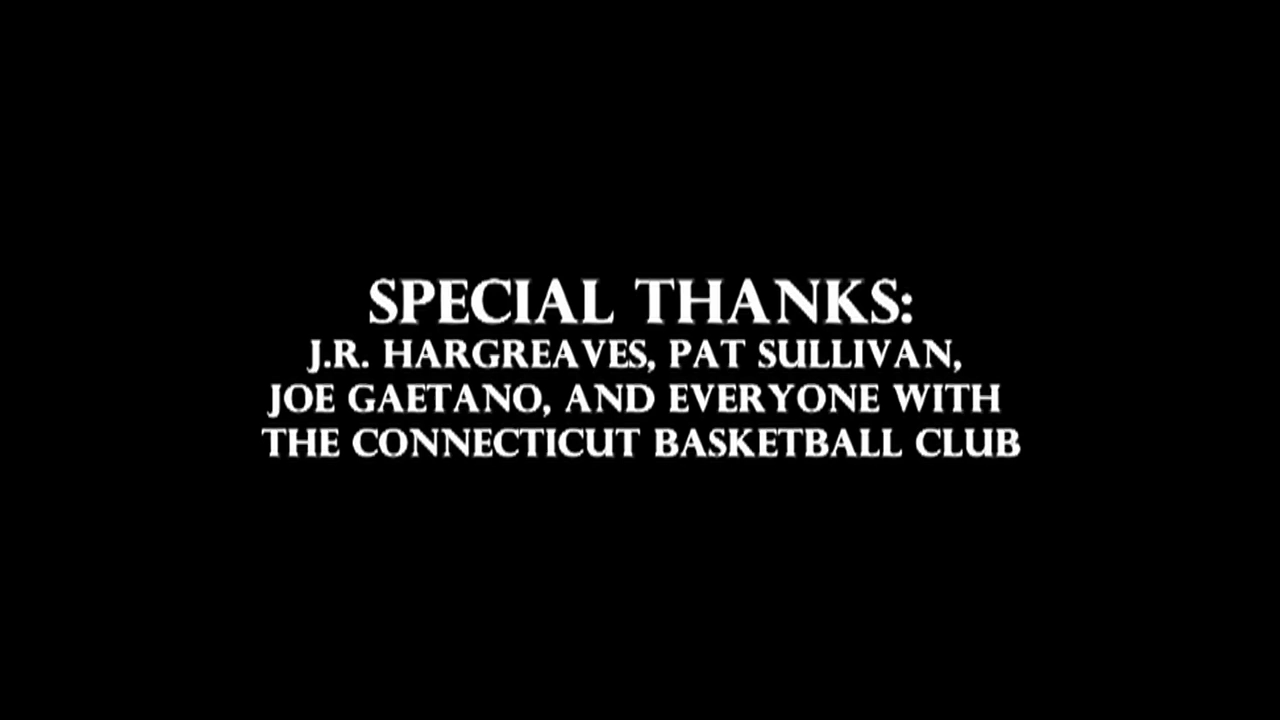 SPECIAL THANKS:
J.R. HARGREAVES, PAT SULLIVAN,
JOE GAETANO, AND EVERYONE WITH
THE CONNECTICUT BASKETBALL CLUB